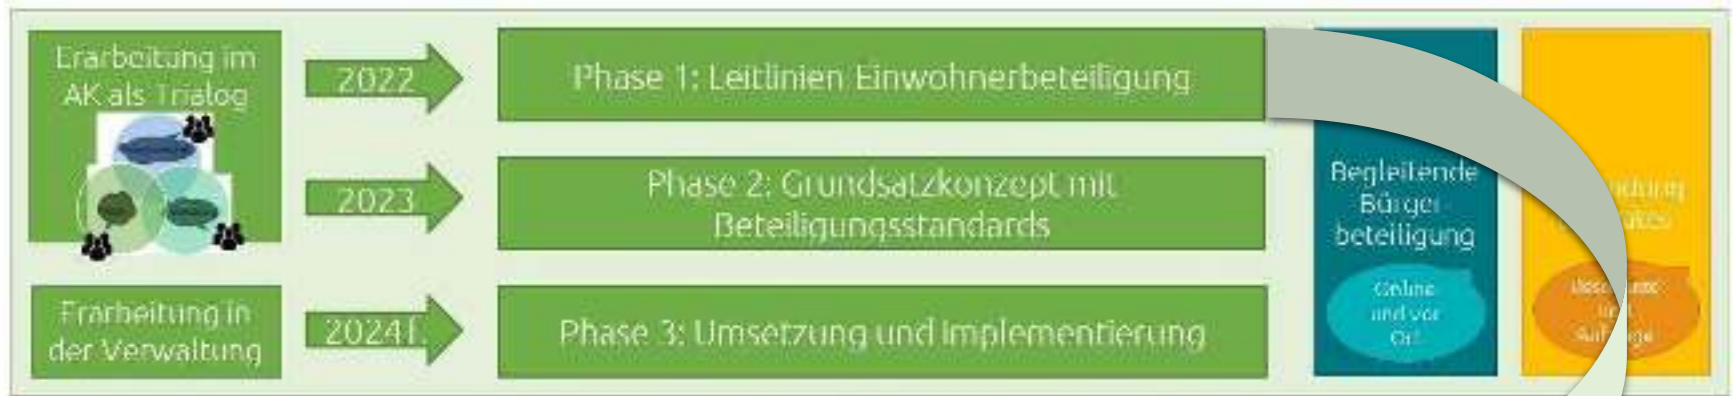 Erarbeitung im
AK als Trialog
2022
Phase 1: Leitlinien Einwohnerbeteiligung
2023
Phase 2: Grundsatzkonzept mit
Beteiligungsstandards
Erarbeitung in
der Verwaltung
2024f.
Phase 3: Umsetzung und Implementierung
Begleitende
Bürger-
beteiligung
Online
und vor
Ort